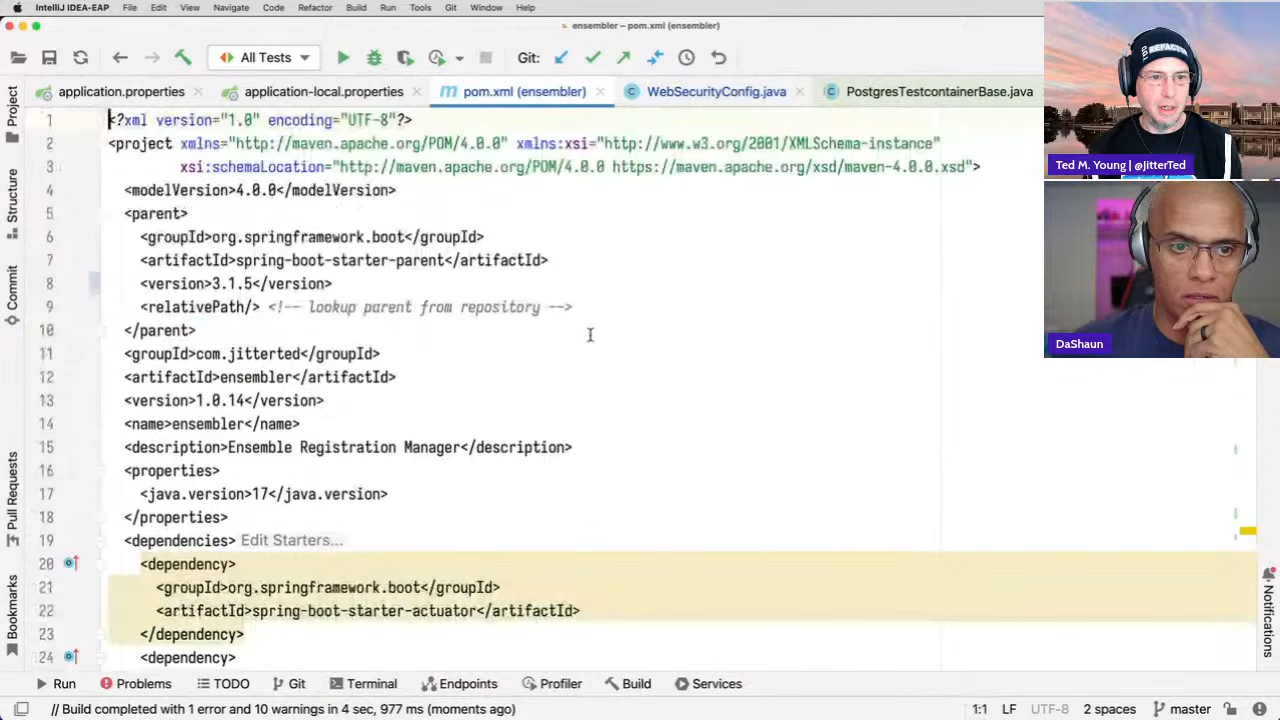 IntelliJ IDEA-EAP File Edit View Navigate Code Refactor Build Run Tools Git Window Help
ensembler – pom.xml (ensembler)
All Tests
Git:
application.properties
application-local.properties
pom.xml (ensembler)
WebSecurityConfig.java
PostgresTestcontainerBase.java
Project
Structure
Commit
Pull Requests
Bookmarks
1 <?xml version="1.0" encoding="UTF-8"?>
2 <project xmlns="http://maven.apache.org/POM/4.0.0" xmlns:xsi="http://www.w3.org/2001/XMLSchema-instance"
3 xsi:schemaLocation="http://maven.apache.org/POM/4.0.0 https://maven.apache.org/xsd/maven-4.0.0.xsd">
4 <modelVersion>4.0.0</modelVersion>
5 <parent>
6 <groupId>org.springframework.boot</groupId>
7 <artifactId>spring-boot-starter-parent</artifactId>
8 <version>3.1.5</version>
9 <relativePath/> <!-- lookup parent from repository -->
10 </parent>
11 <groupId>com.jitterted</groupId>
12 <artifactId>ensembler</artifactId>
13 <version>1.0.14</version>
14 <name>ensembler</name>
15 <description>Ensemble Registration Manager</description>
16 <properties>
17 <java.version>17</java.version>
18 </properties>
19 <dependencies> Edit Starters...
20 <dependency>
21 <groupId>org.springframework.boot</groupId>
22 <artifactId>spring-boot-starter-actuator</artifactId>
23 </dependency>
24 <dependency>
REFACTOR
Ted M. Young | @JitterTed
DaShaun
Notifications
Run Problems TODO Git Terminal Endpoints Profiler Build Services
// Build completed with 1 error and 10 warnings in 4 sec, 977 ms (moments ago)
1:1 LF UTF-8 2 spaces master